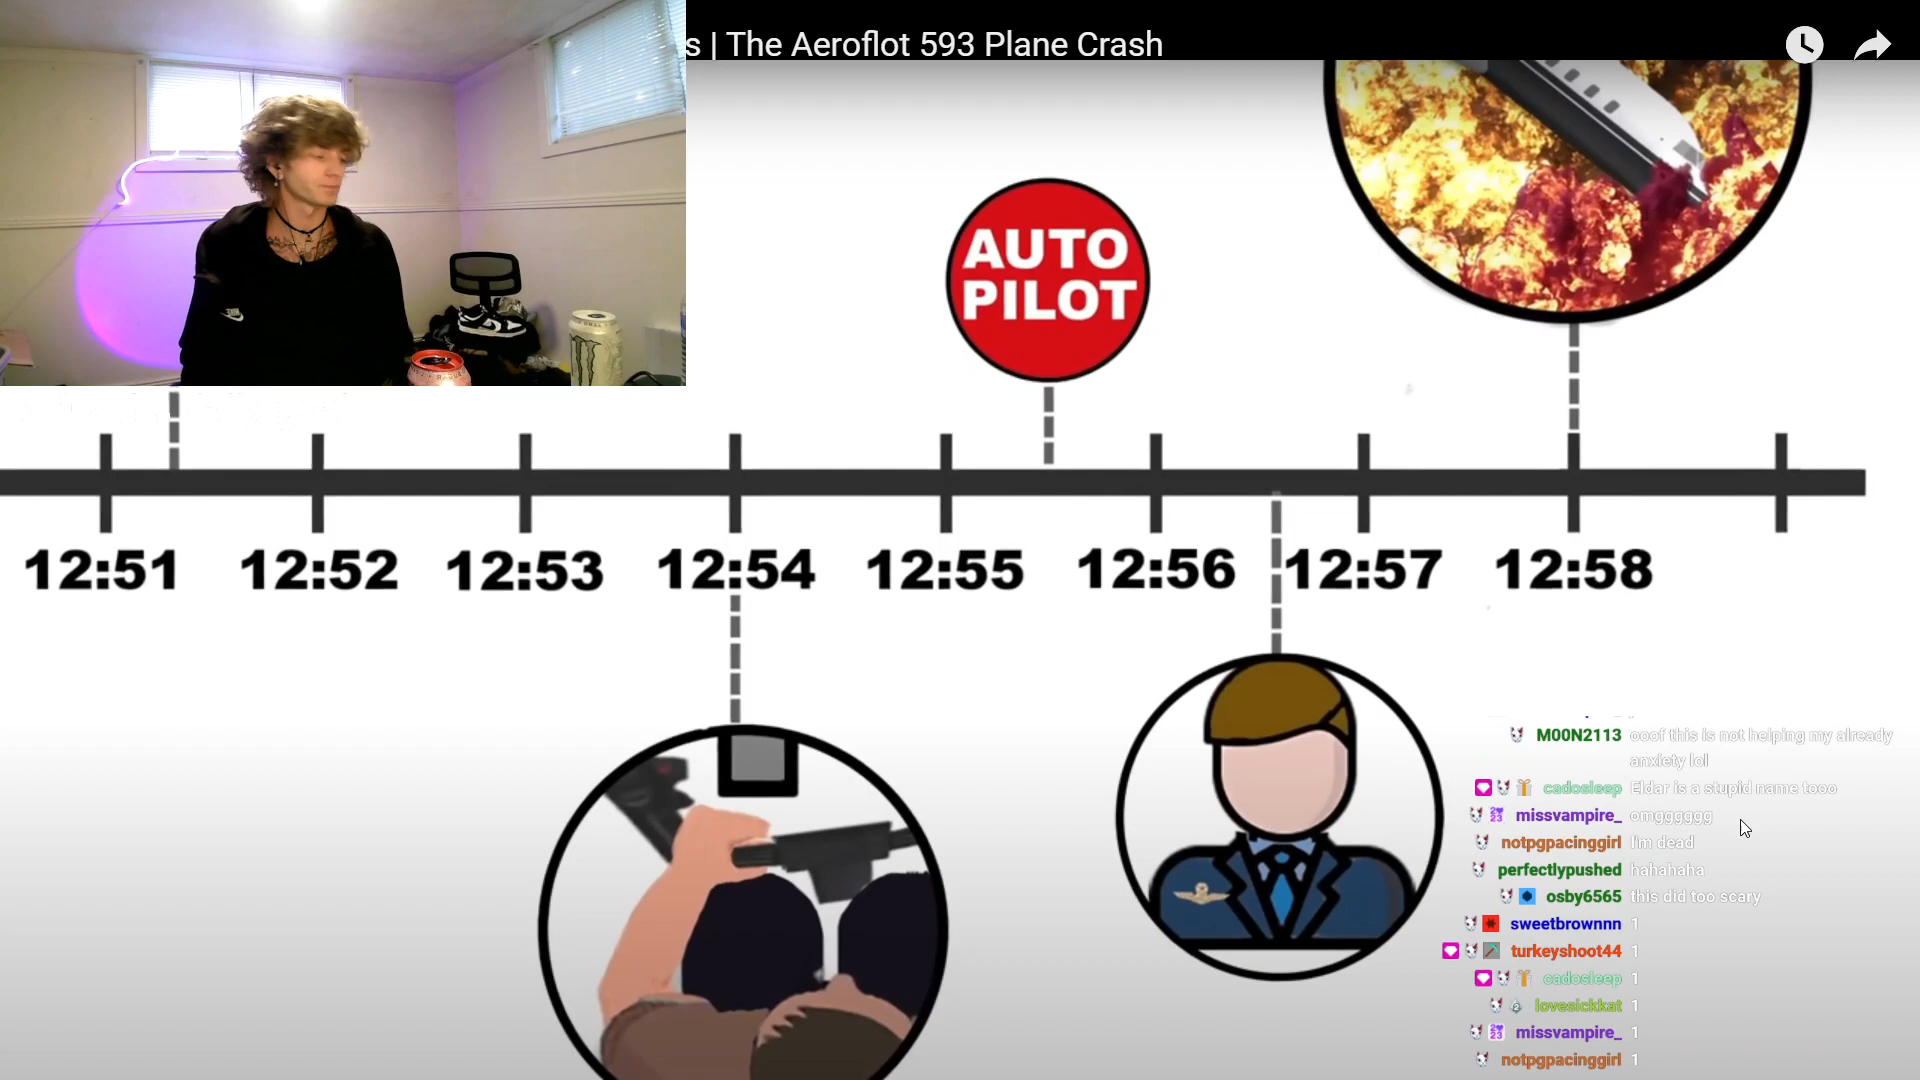 s | The Aeroflot 593 Plane Crash
AUTO
PILOT
12:51 12:52 12:53 12:54 12:55 12:56 12:57 12:58
M00N2113 ooof this is not helping my already
anxiety lol
cadosleep Eldar is a stupid name tooo
missvampire_ omgggggg
notpgpacinggirl I'm dead
perfectlypushed hahahaha
osby6565 this did too scary
sweetbrownnn 1
turkeyshoot44 1
cadosleep 1
lovesickkat 1
missvampire_ 1
notpgpacinggirl 1